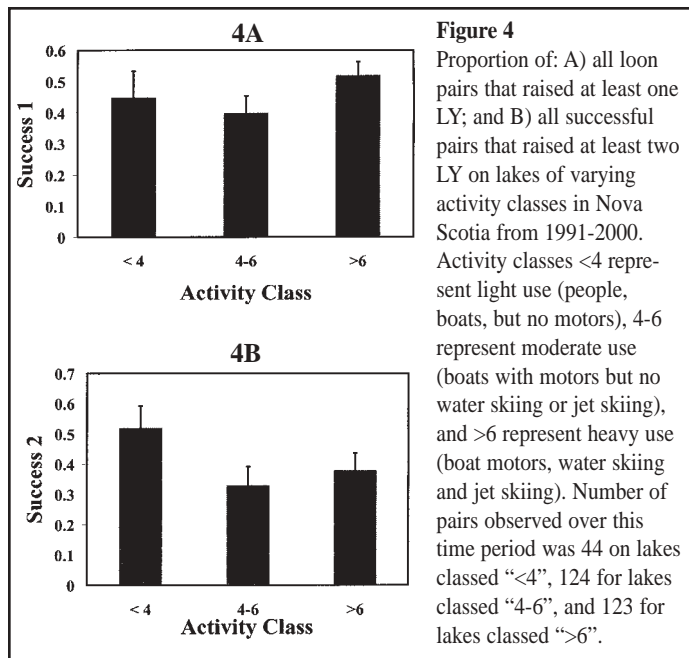 4A
0.6
0.5
0.4
0.3
0.2
0.1
0
Success 1
< 4
4-6
>6
Activity Class
4B
0.7
0.6
0.5
0.4
0.3
0.2
0.1
0
Success 2
< 4
4-6
>6
Activity Class
Figure 4
Proportion of: A) all loon
pairs that raised at least one
LY; and B) all successful
pairs that raised at least two
LY on lakes of varying
activity classes in Nova
Scotia from 1991-2000.
Activity classes <4 repre-
sent light use (people,
boats, but no motors), 4-6
represent moderate use
(boats with motors but no
water skiing or jet skiing),
and >6 represent heavy use
(boat motors, water skiing
and jet skiing). Number of
pairs observed over this
time period was 44 on lakes
classed “<4”, 124 for lakes
classed “4-6”, and 123 for
lakes classed “>6”.